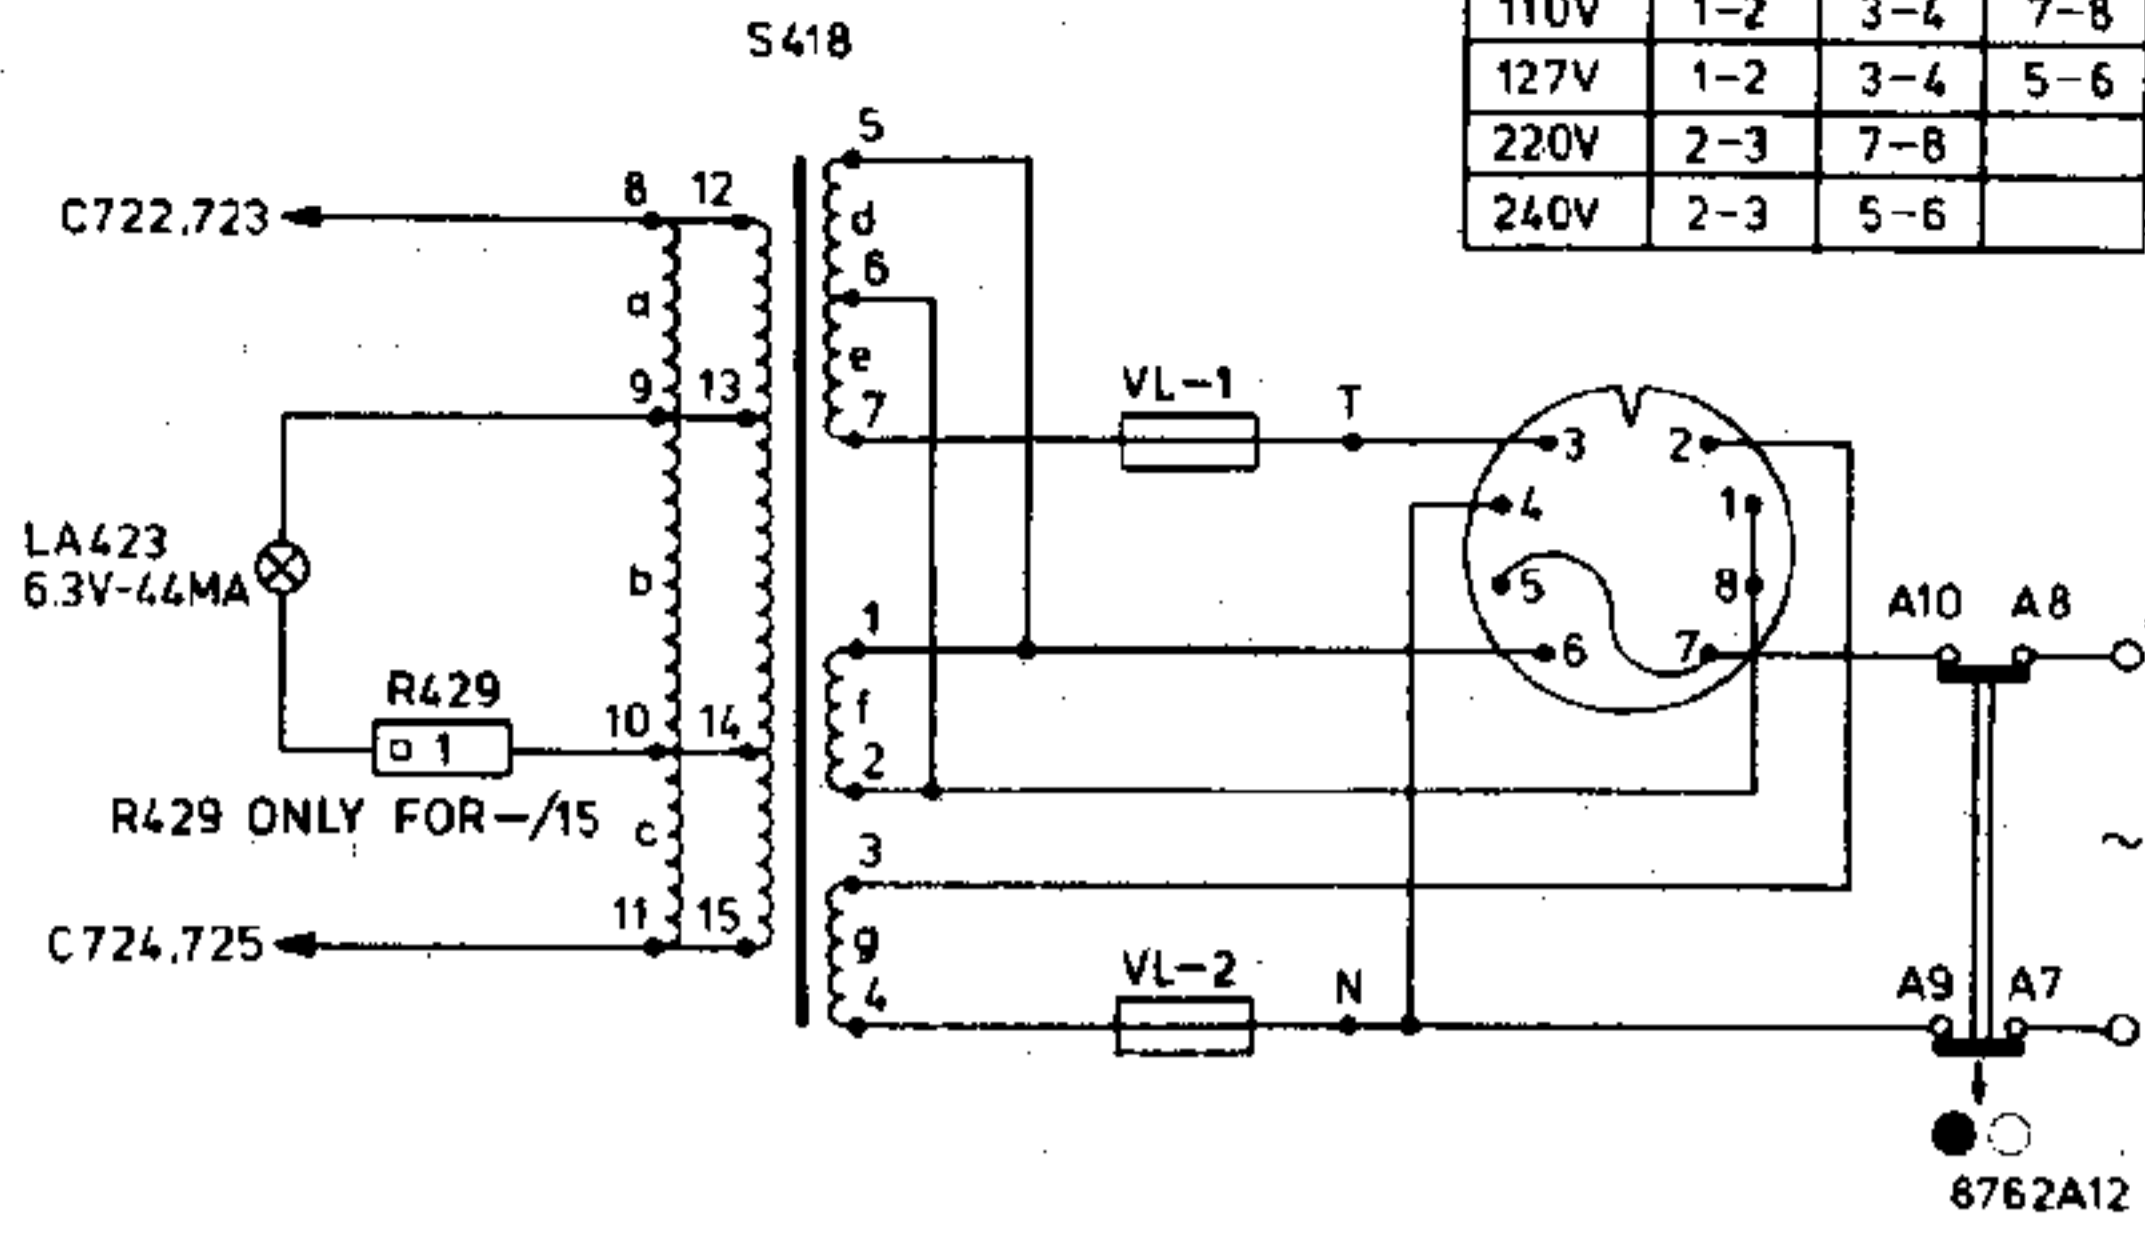 S418
110V 1-2 3-4 7-8
127V 1-2 3-4 5-6
220V 2-3 7-8
240V 2-3 5-6
5
d
6
e
7
8 12
C722,723
a
9 13
VL-1
T
3 2
4 1
5 8
6 7
LA423
6.3V-44MA
b
A10 A8
1
f
2
R429
1
10 14
R429 ONLY FOR-/15
c
3
~
11 15
C724,725
g
4
VL-2
N
A9 A7
6762A12